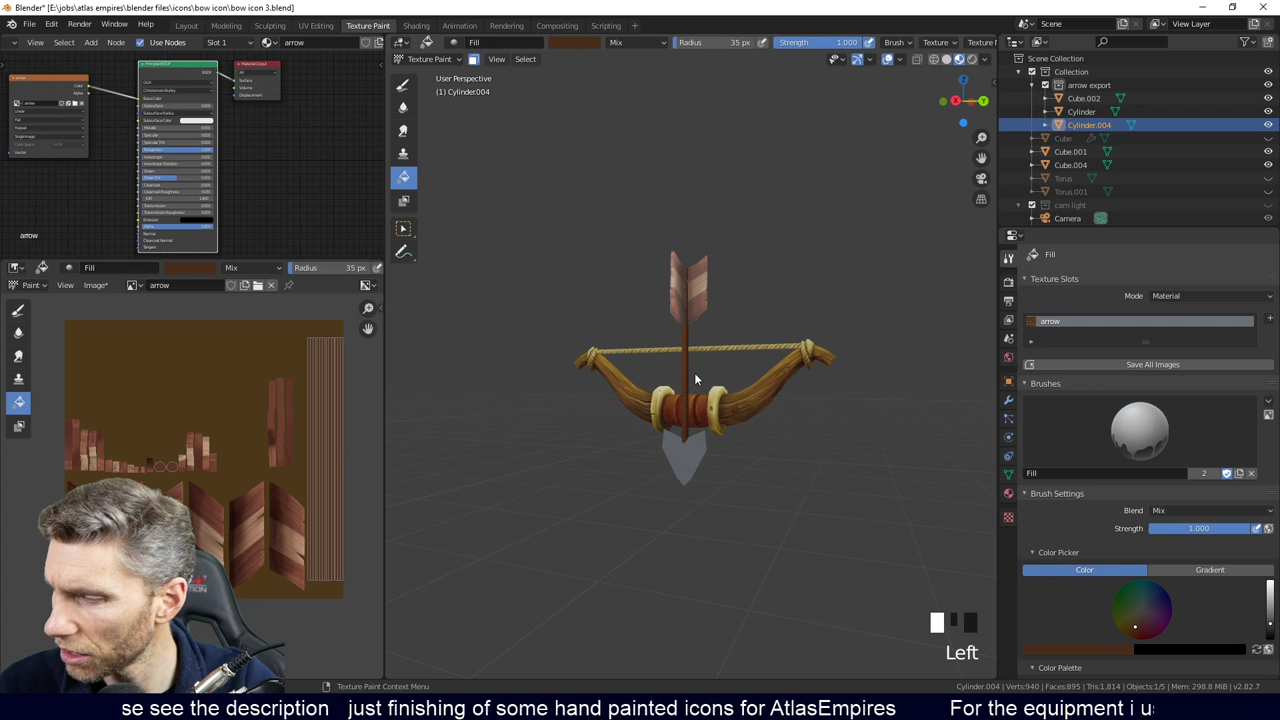 Blender* [E:\jobs\atlas empires\blender files\icons\bow icon\bow icon 3.blend]
File Edit Render Window Help Layout Modeling Sculpting UV Editing Texture Paint Shading Animation Rendering Compositing Scripting Scene View Layer
View Select Add Node Use Nodes Slot 1 arrow
Fill Mix Radius 35 px Strength 1.000 Brush Texture
Texture Paint View Select
User Perspective
(1) Cylinder.004
arrow
Fill Mix Radius 35 px
Paint View Image* arrow
Scene Collection
Collection
arrow export
Cube.002
Cylinder
Cylinder.004
Cube
Cube.001
Cube.004
Torus
Torus.001
cam light
Camera
Fill
Texture Slots
Mode Material
arrow
Save All Images
Brushes
Fill 2
Brush Settings
Blend Mix
Strength 1.000
Color Picker
Color Gradient
Color Palette
Left
Texture Paint Context Menu
Cylinder.004 | Verts:940 | Faces:895 | Tris:1,814 | Objects:1/5 | Mem: 298.8 MiB | v2.82.7
se see the description just finishing of some hand painted icons for AtlasEmpires For the equipment i us